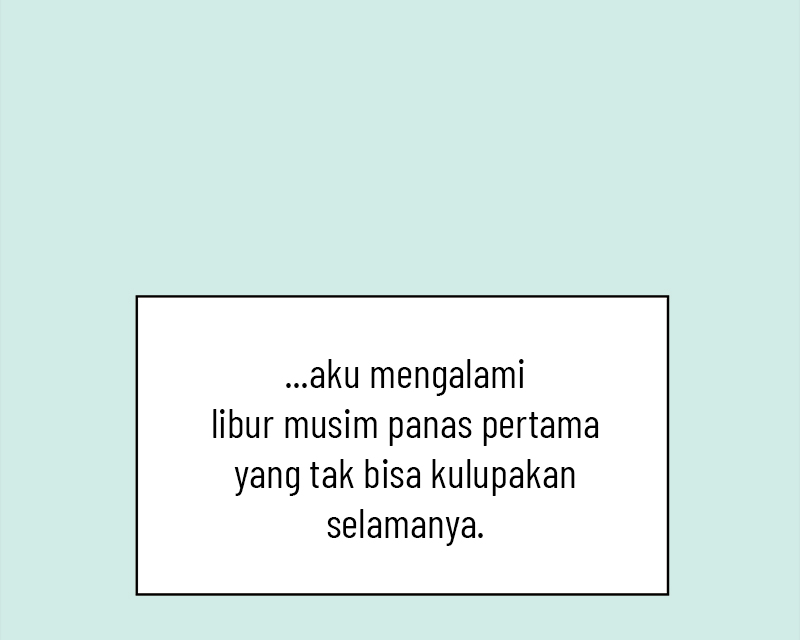 ...aku mengalami
libur musim panas pertama
yang tak bisa kulupakan
selamanya.